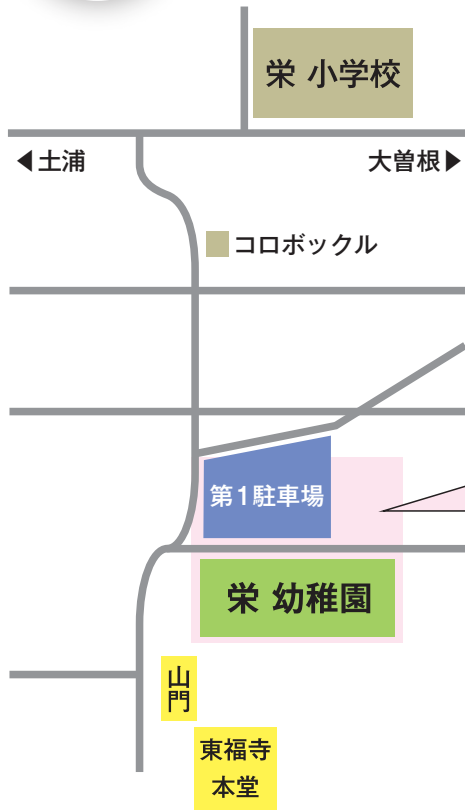 栄 小学校
◀土浦
大曽根▶
コロボックル
第1駐車場
栄 幼稚園
山門
東福寺
本堂